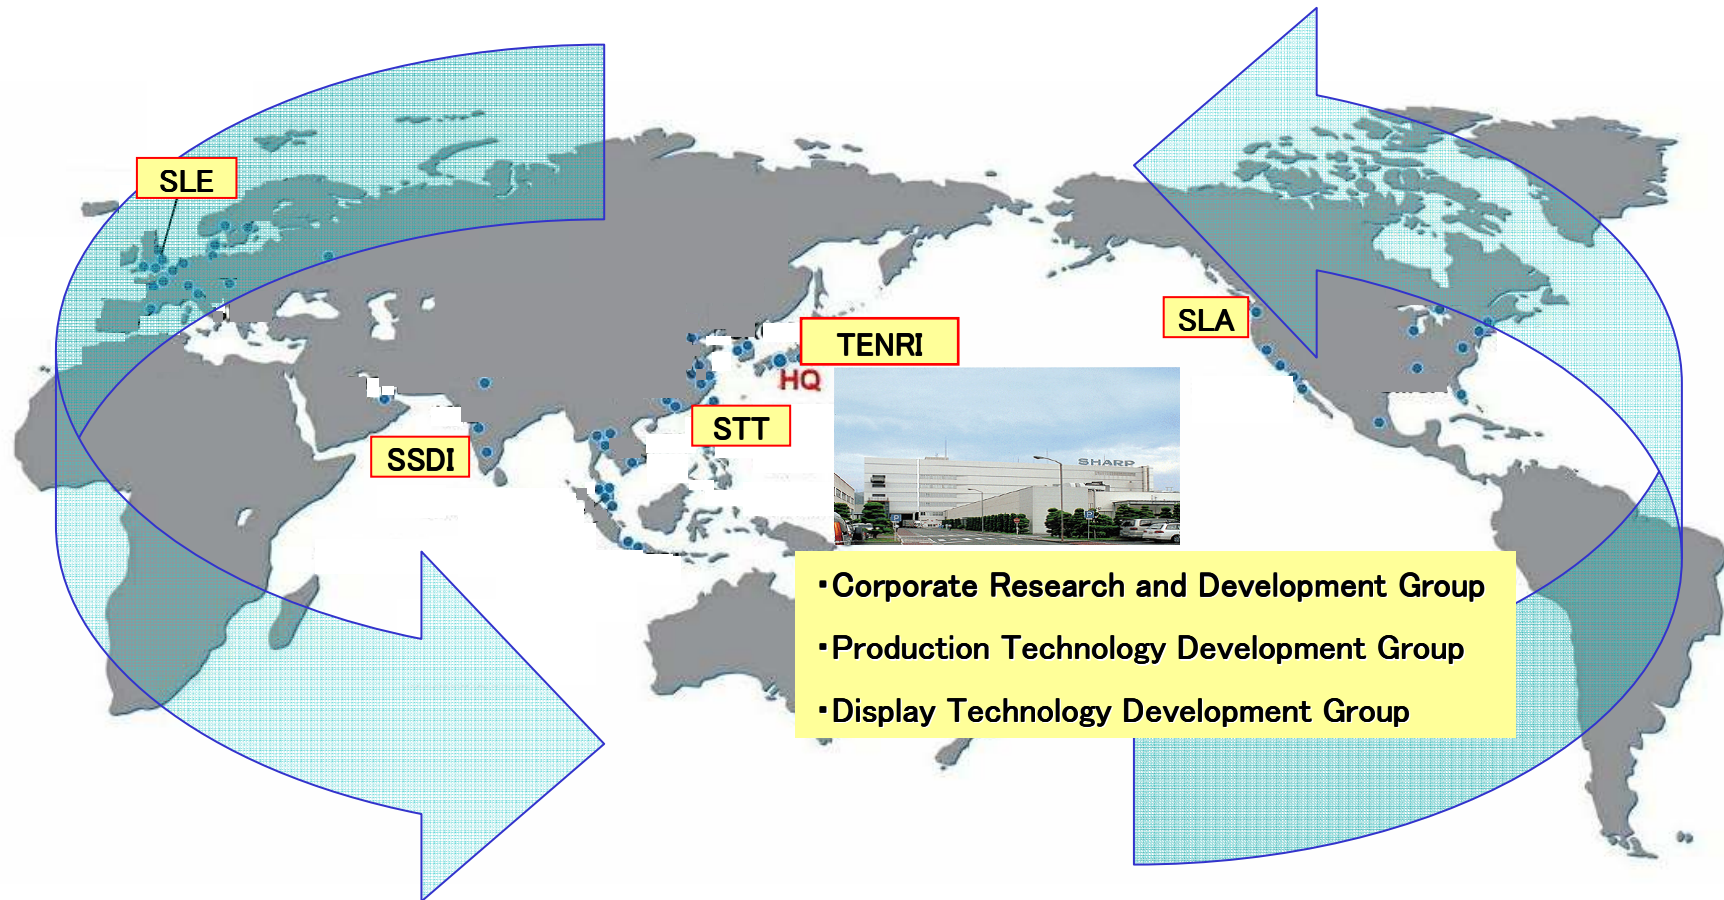 SLE
SLA
TENRI
HQ
STT
SSDI
SHARP
・Corporate Research and Development Group
・Production Technology Development Group
・Display Technology Development Group